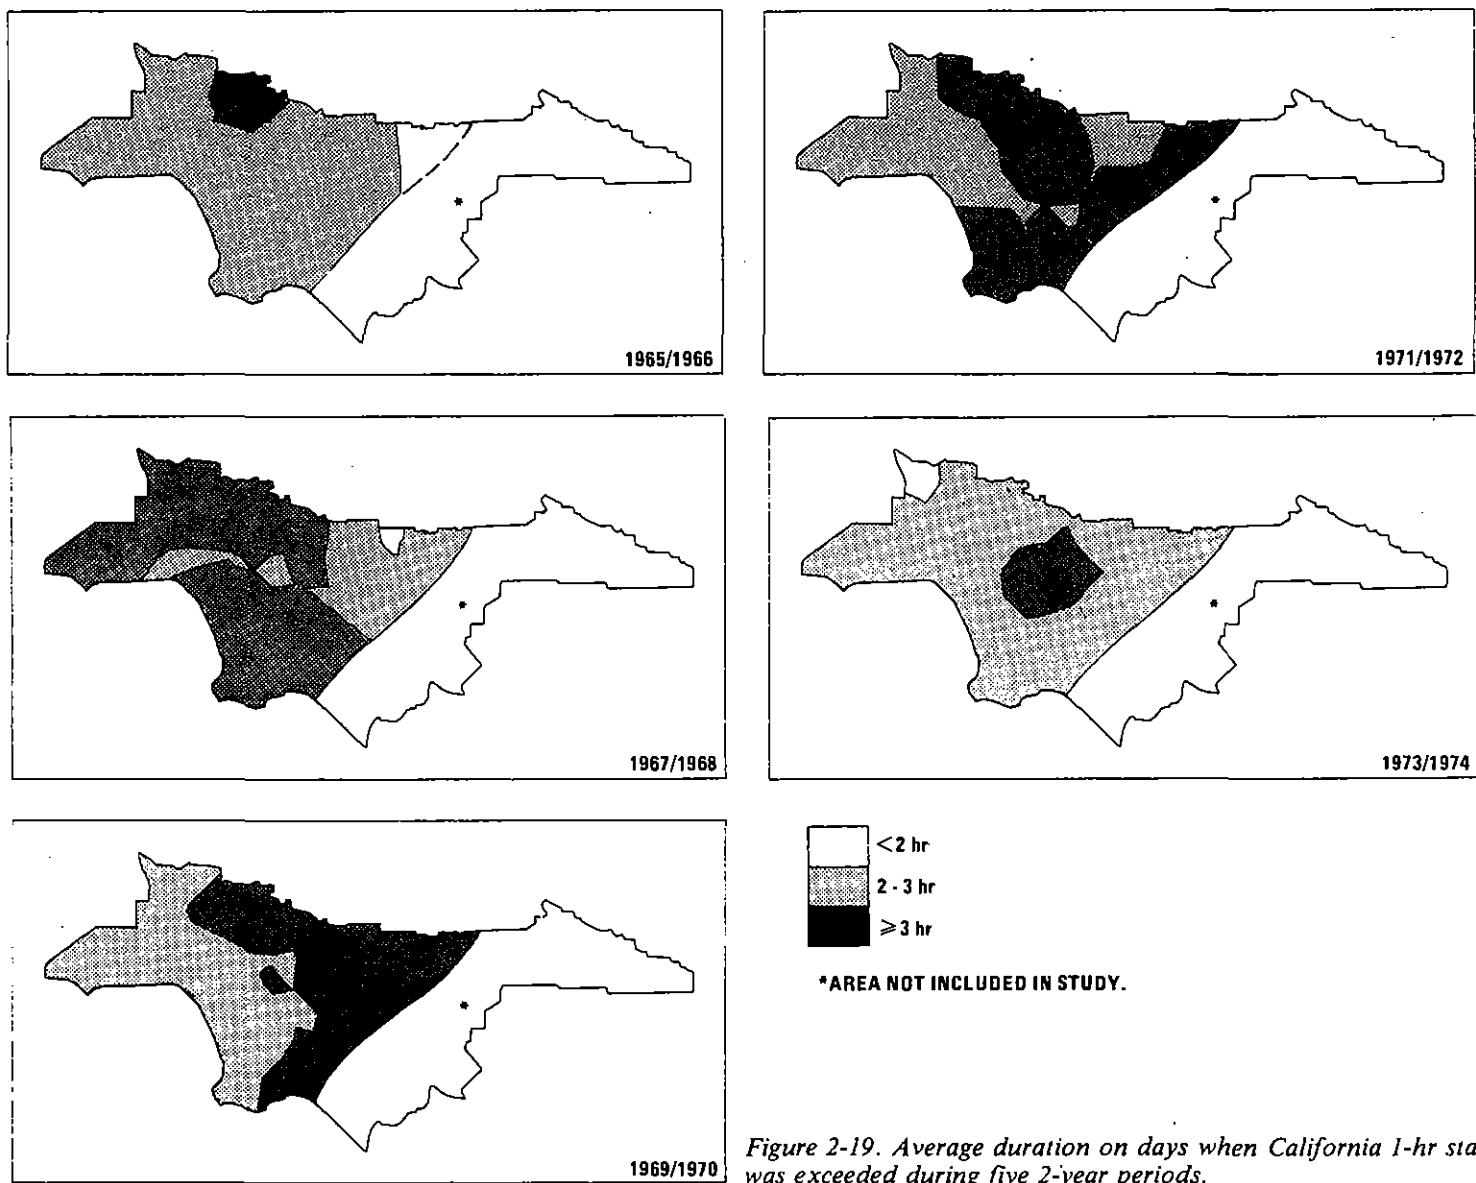 1965/1966
*
1971/1972
*
1967/1968
*
1973/1974
*
1969/1970
*
<2 hr
2 - 3 hr
⩾3 hr
*AREA NOT INCLUDED IN STUDY.
Figure 2-19. Average duration on days when California 1-hr
was exceeded during five 2-year periods.